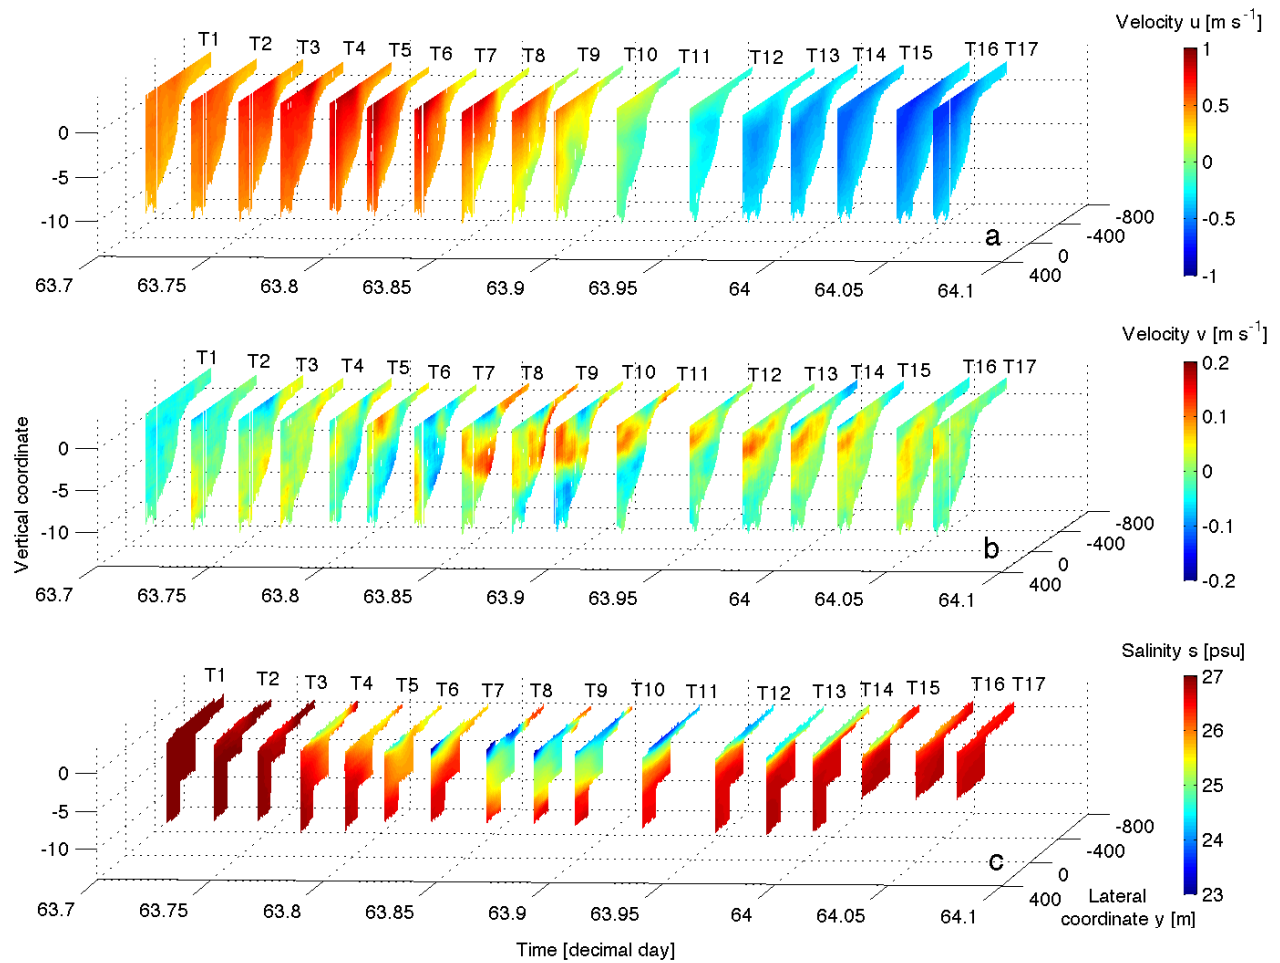 Velocity u [m s⁻¹]
T1 T2 T3 T4 T5 T6 T7 T8 T9 T10 T11 T12 T13 T14 T15 T16 T17
1
0.5
0
-0.5
-1
0
-5
-10
a
-800
-400
0
400
63.7 63.75 63.8 63.85 63.9 63.95 64 64.05 64.1
Velocity v [m s⁻¹]
T1 T2 T3 T4 T5 T6 T7 T8 T9 T10 T11 T12 T13 T14 T15 T16 T17
0.2
0.1
0
-0.1
-0.2
Vertical coordinate
0
-5
-10
b
-800
-400
0
400
63.7 63.75 63.8 63.85 63.9 63.95 64 64.05 64.1
Salinity s [psu]
T1 T2 T3 T4 T5 T6 T7 T8 T9 T10 T11 T12 T13 T14 T15 T16 T17
27
26
25
24
23
0
-5
-10
c
-800
-400
0
400
63.7 63.75 63.8 63.85 63.9 63.95 64 64.05 64.1
Lateral
coordinate y [m]
Time [decimal day]